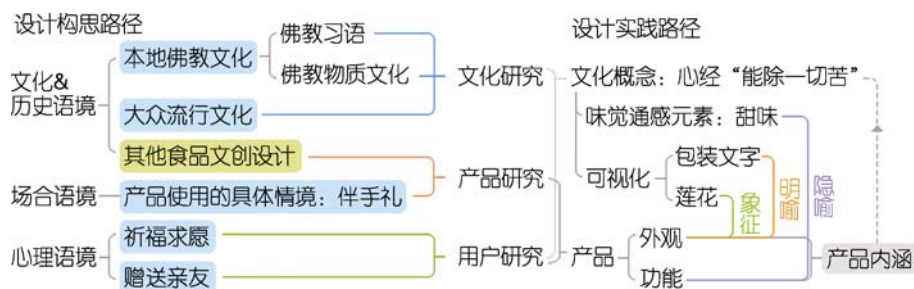 设计构思路径
设计实践路径
文化&
历史语境
本地佛教文化
佛教习语
佛教物质文化
大众流行文化
其他食品文创设计
场合语境
产品使用的具体情境：伴手礼
心理语境
祈福求愿
赠送亲友
文化研究
产品研究
用户研究
文化概念：心经“能除一切苦”
味觉通感元素：甜味
可视化
包装文字
莲花
象征
明喻
隐喻
产品
外观
功能
产品内涵